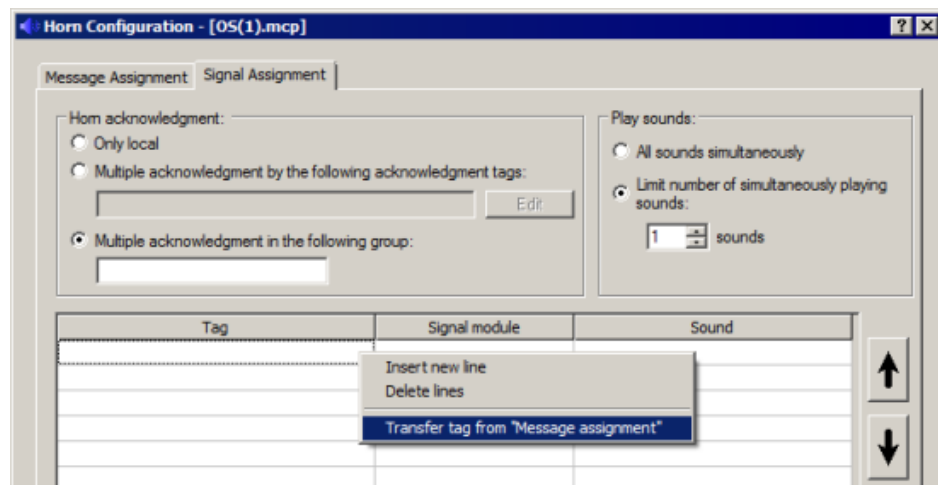 Horn Configuration - [OS(1).mcp]
Message Assignment Signal Assignment
Horn acknowledgment:
Only local
Multiple acknowledgment by the following acknowledgment tags:
Edit
Multiple acknowledgment in the following group:
Play sounds:
All sounds simultaneously
Limit number of simultaneously playing
sounds:
1 sounds
Tag Signal module Sound
Insert new line
Delete lines
Transfer tag from "Message assignment"